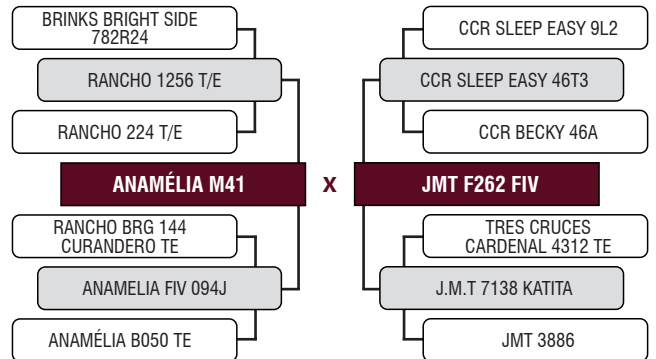 BRINKS BRIGHT SIDE
782R24
RANCHO 1256 T/E
RANCHO 224 T/E
ANAMÉLIA M41
RANCHO BRG 144
CURANDERO TE
ANAMELIA FIV 094J
ANAMÉLIA B050 TE
X
CCR SLEEP EASY 9L2
CCR SLEEP EASY 46T3
CCR BECKY 46A
JMT F262 FIV
TRES CRUCES
CARDENAL 4312 TE
J.M.T 7138 KATITA
JMT 3886